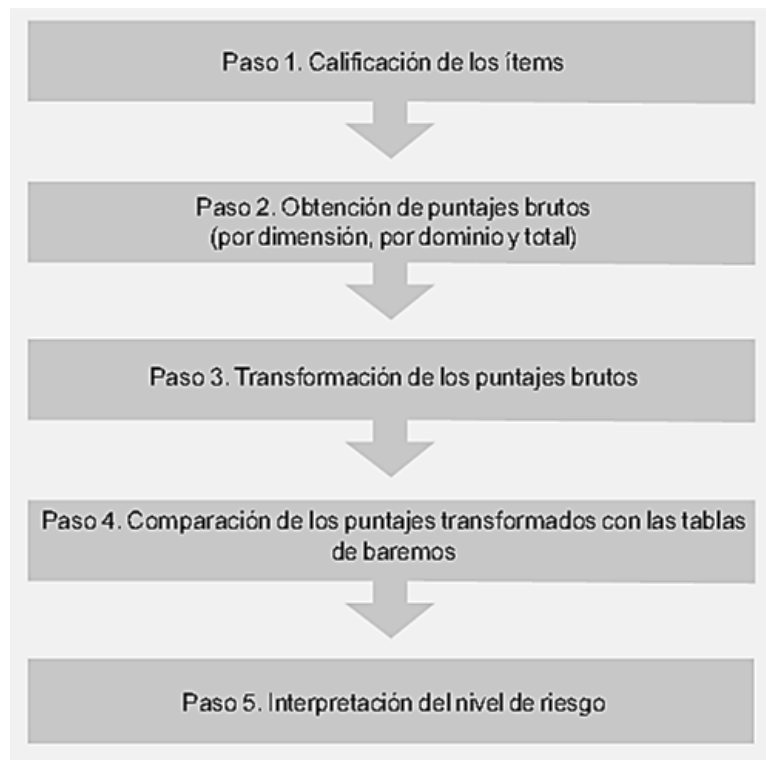 Paso 1. Calificación de los ítems
Paso 2. Obtención de puntajes brutos
(por dimensión, por dominio y total)
Paso 3. Transformación de los puntajes brutos
Paso 4. Comparación de los puntajes transformados con las tablas
de baremos
Paso 5. Interpretación del nivel de riesgo